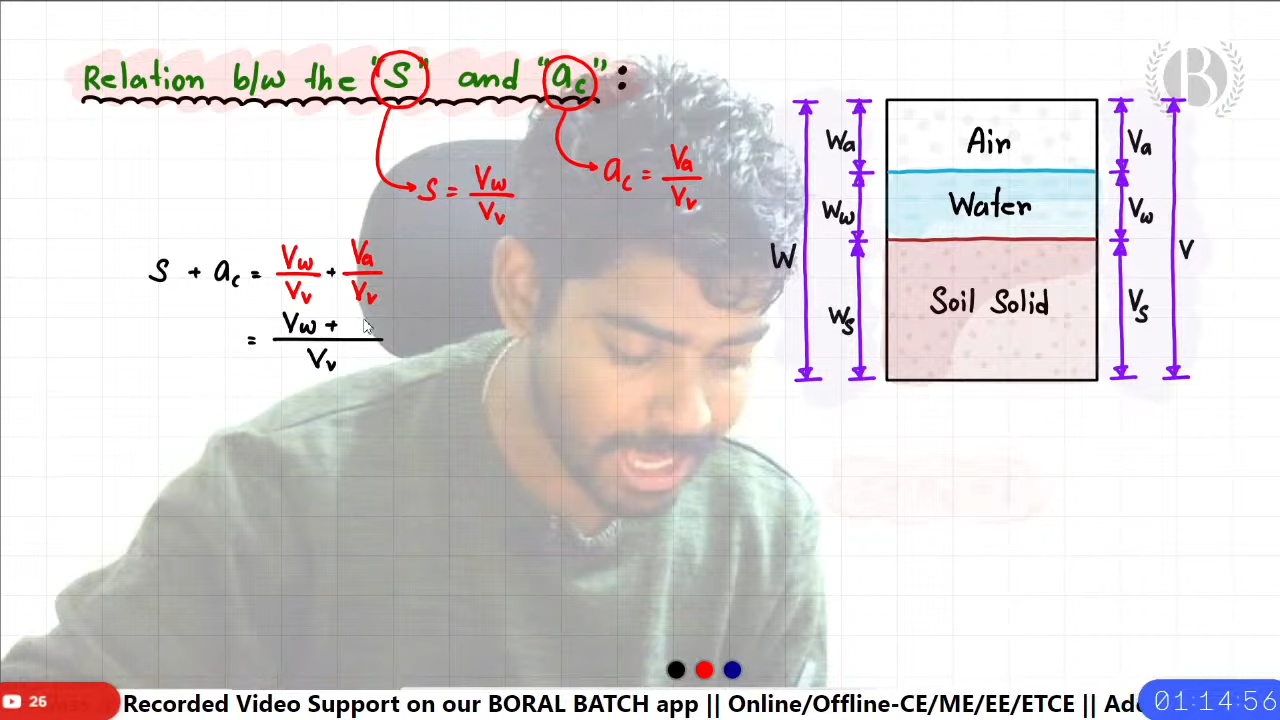 Relation b/w the "S" and "ac":
S = Vw/Vv
ac = Va/Vv
S + ac = Vw/Vv + Va/Vv
= Vw + / Vv
Wa
Ww
Ws
W
Air
Water
Soil Solid
Va
Vw
Vs
V
B
26
Recorded Video Support on our BORAL BATCH app || Online/Offline-CE/ME/EE/ETCE || Ad
01:14:56